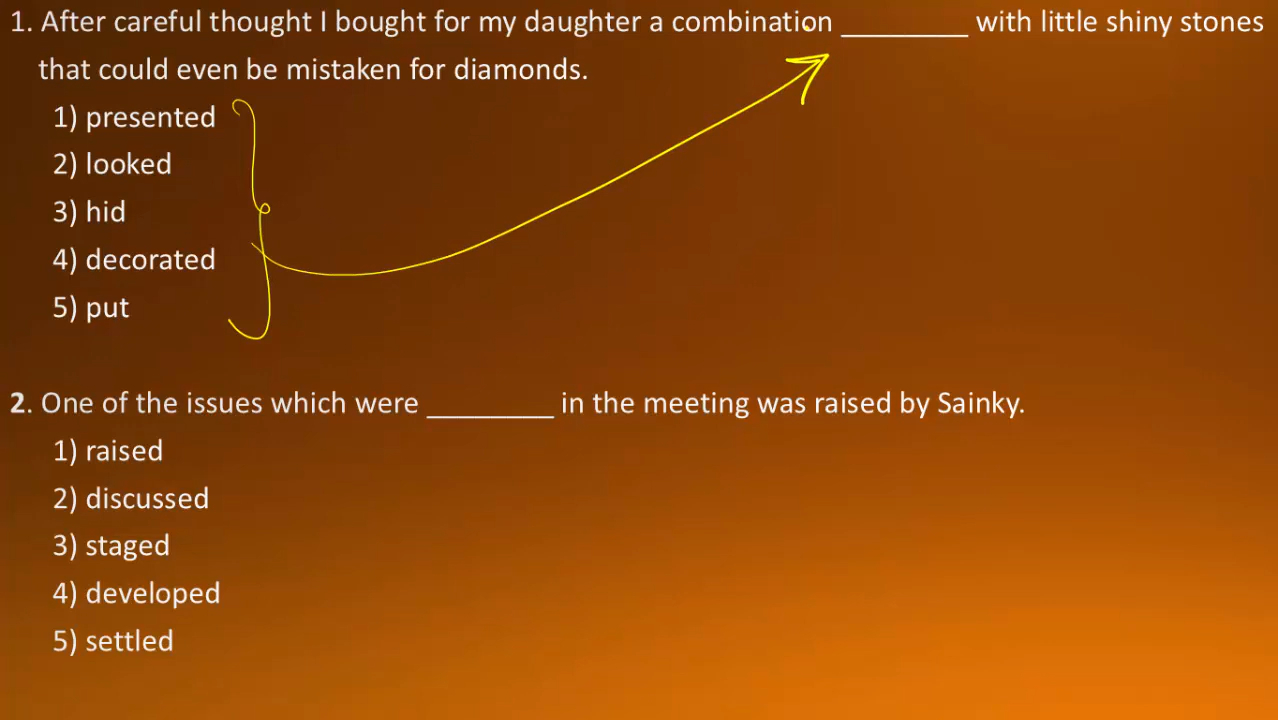 1. After careful thought I bought for my daughter a combination ________ with little shiny stones
that could even be mistaken for diamonds.
1) presented
2) looked
3) hid
4) decorated
5) put
2. One of the issues which were ________ in the meeting was raised by Sainky.
1) raised
2) discussed
3) staged
4) developed
5) settled